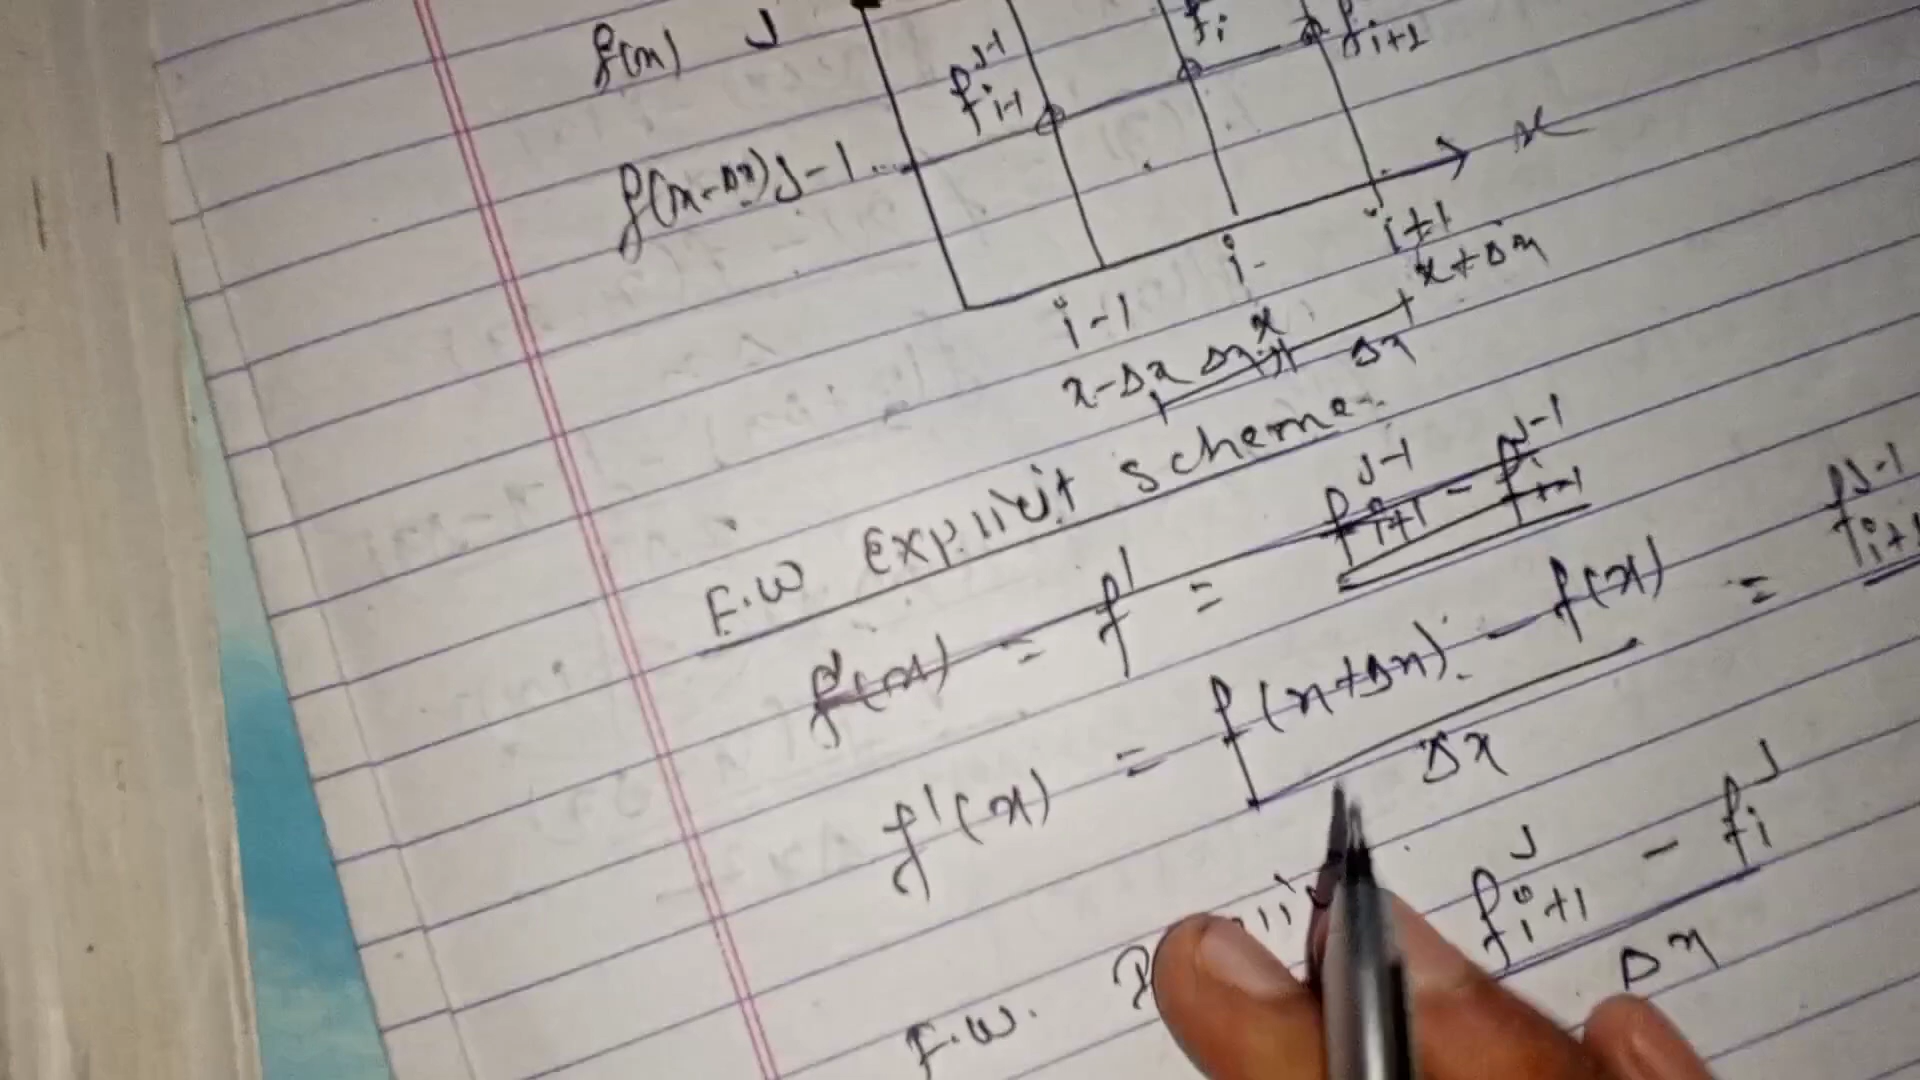 f(x) J
f_{i-1}^{J-1} f_i f_{i+1}
f(x-Δx) J-1 x
i-1 i i+1
x-Δx x x+Δx
Δx Δx
F.W Explicit scheme
f'(x) = f' = f_{i+1}^{J-1} - f_{i-1}^{J-1}
f'(x) = f(x+Δx) - f(x) = f_{i+1}^{J-1}
Δx
f_{i+1}^{J} - f_i^{J}
Δx
F.W.